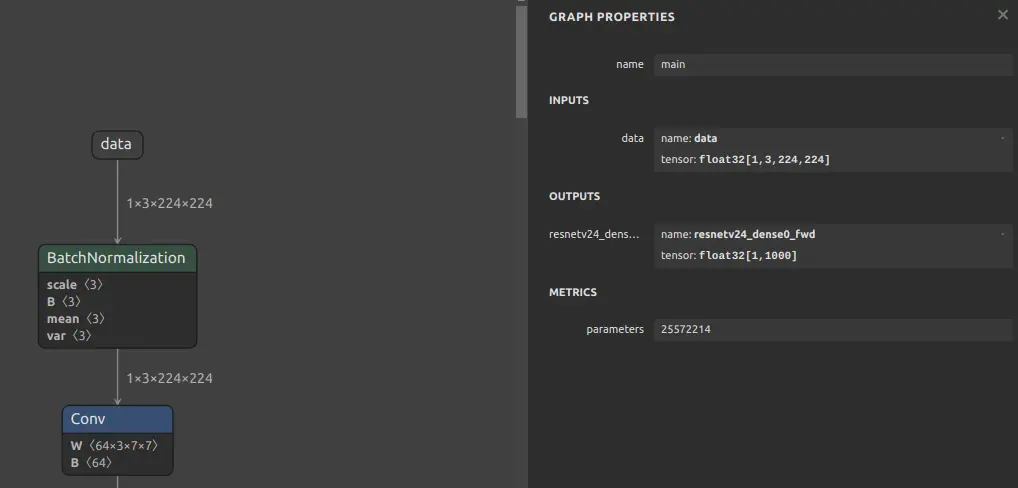 data
1×3×224×224
BatchNormalization
scale 〈3〉
B 〈3〉
mean 〈3〉
var 〈3〉
1×3×224×224
Conv
W 〈64×3×7×7〉
B 〈64〉
GRAPH PROPERTIES
name main
INPUTS
data name: data
tensor: float32[1,3,224,224]
OUTPUTS
resnetv24_dens... name: resnetv24_dense0_fwd
tensor: float32[1,1000]
METRICS
parameters 25572214